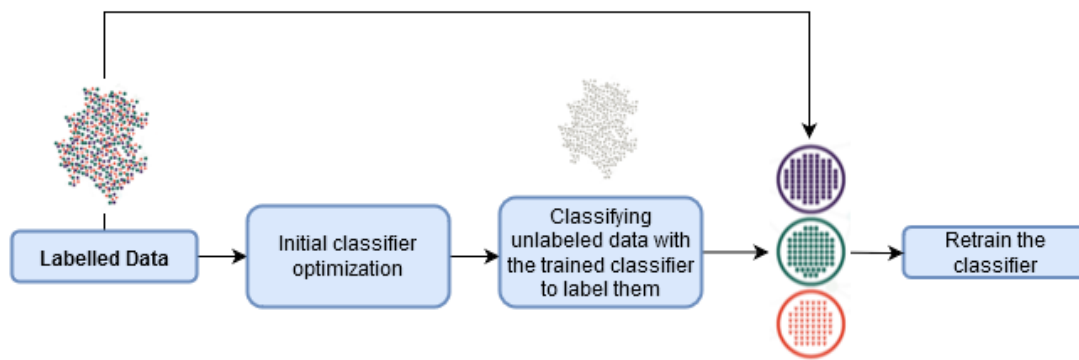 Labelled Data
Initial classifier
optimization
Classifying
unlabeled data with
the trained classifier
to label them
Retrain the
classifier